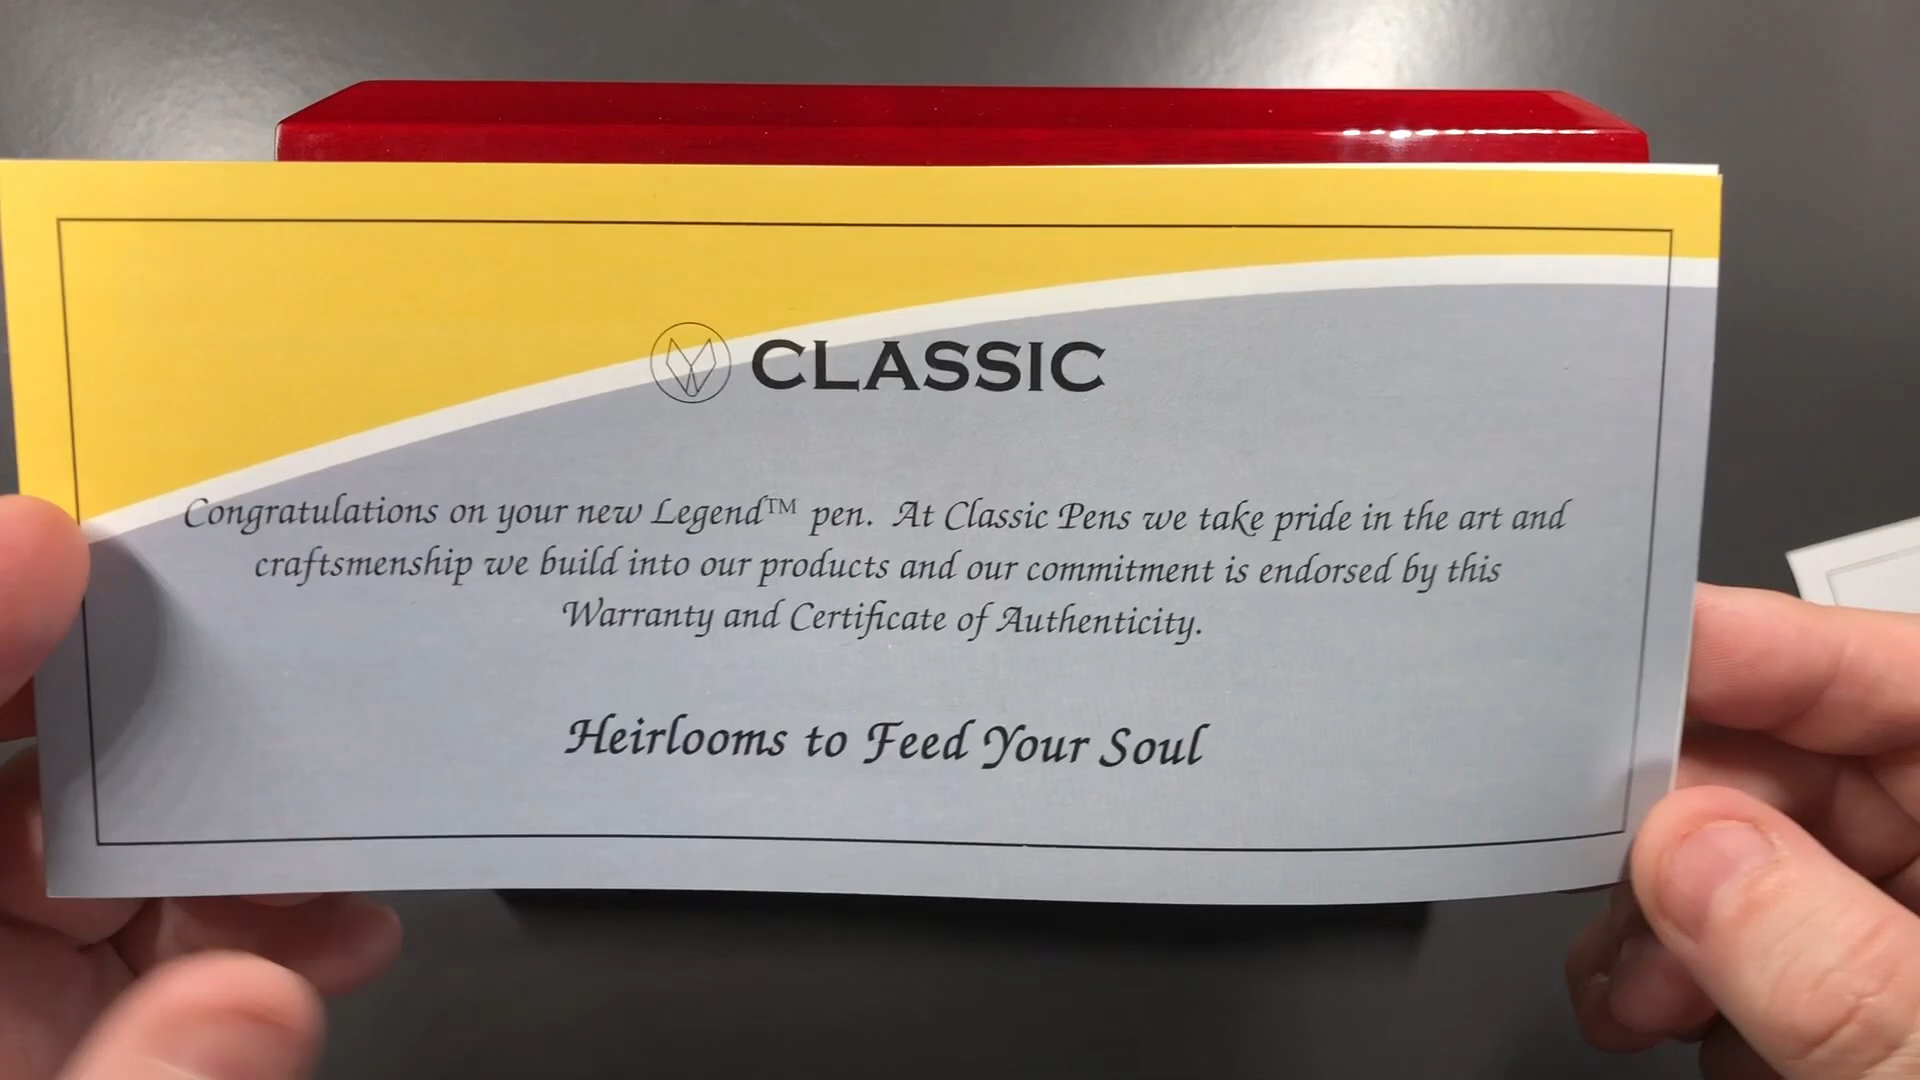 CLASSIC
Congratulations on your new Legend™ pen. At Classic Pens we take pride in the art and
craftsmenship we build into our products and our commitment is endorsed by this
Warranty and Certificate of Authenticity.
Heirlooms to Feed Your Soul